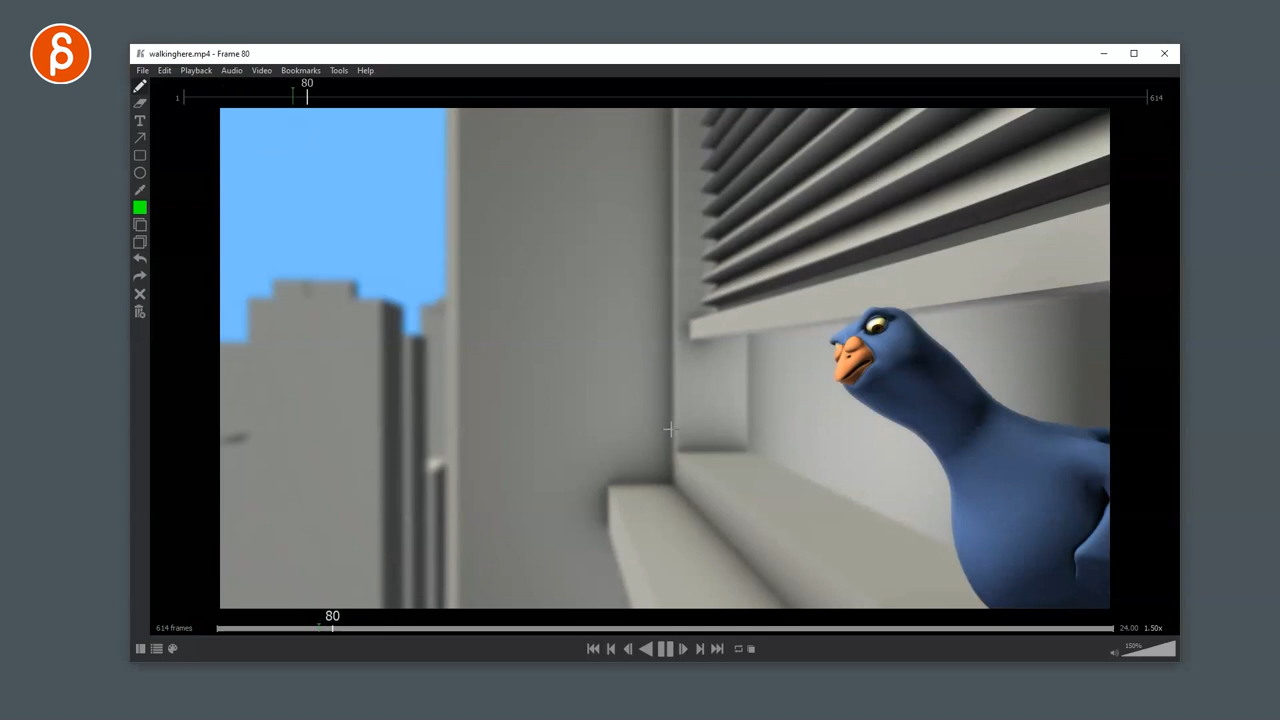 walkinghere.mp4 - Frame 80
File Edit Playback Audio Video Bookmarks Tools Help
80
1 614
T
80
614 frames 24.00 1.50x
150%